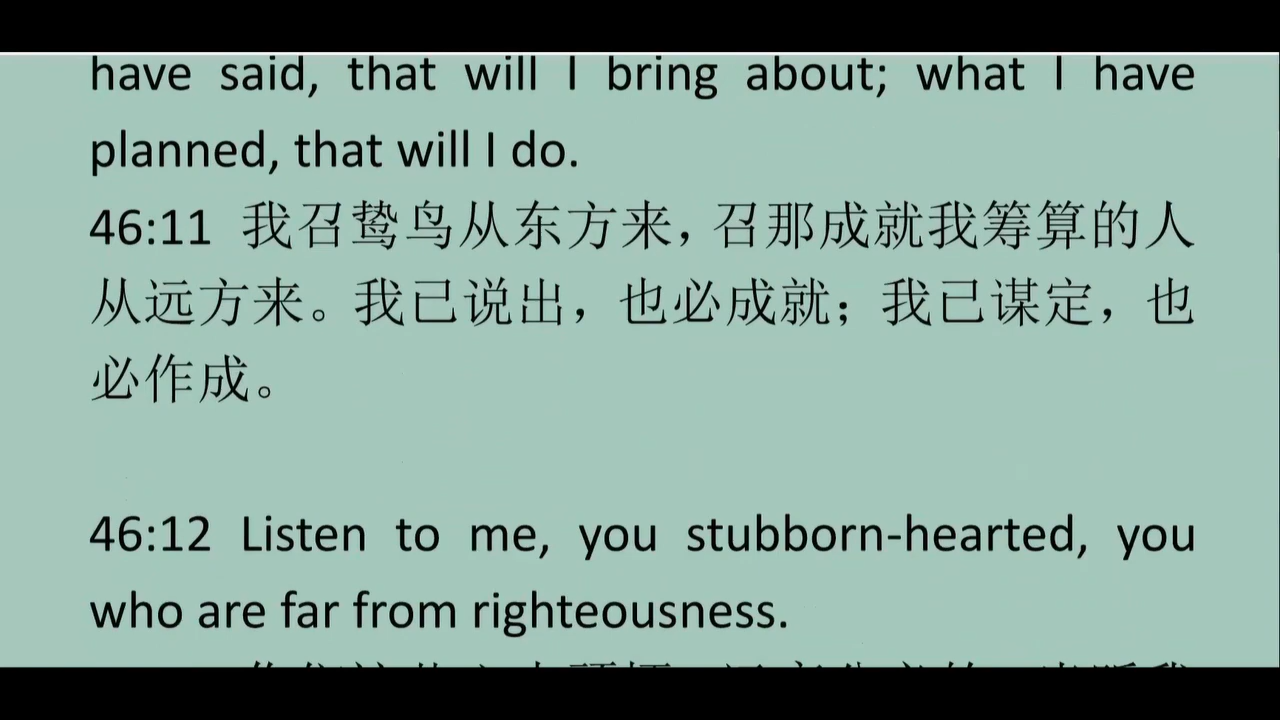 have said, that will I bring about; what I have
planned, that will I do.
46:11 我召鸷鸟从东方来，召那成就我筹算的人
从远方来。我已说出，也必成就；我已谋定，也
必作成。
46:12 Listen to me, you stubborn-hearted, you
who are far from righteousness.